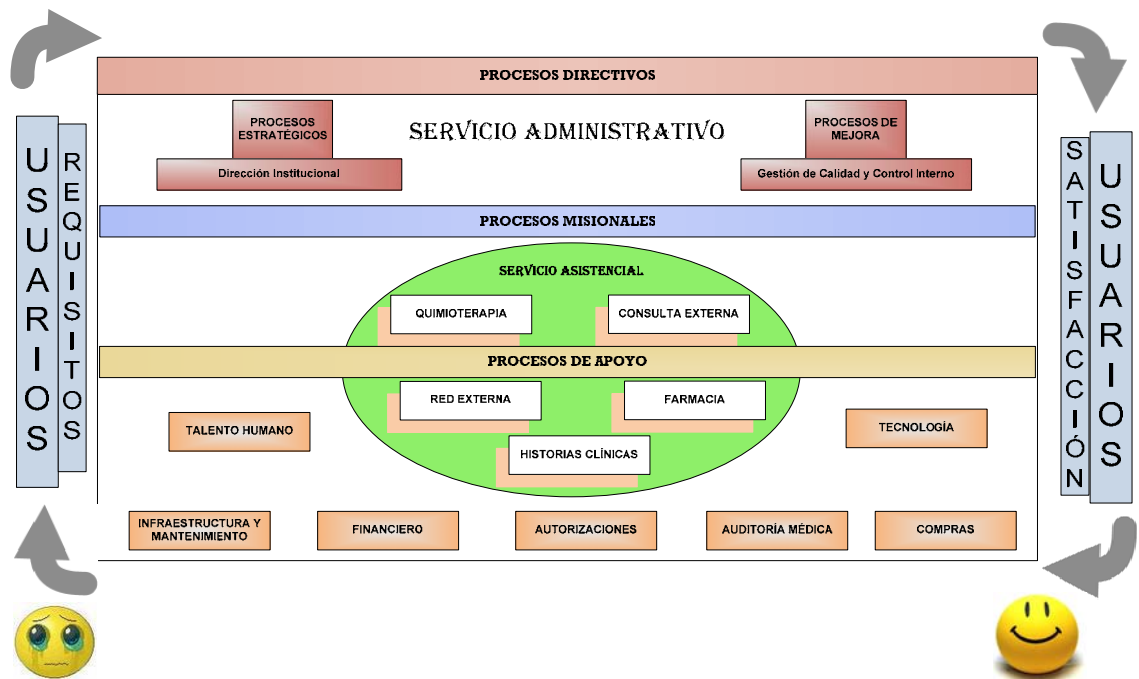 PROCESOS DIRECTIVOS
PROCESOS
ESTRATÉGICOS
SERVICIO ADMINISTRATIVO
PROCESOS DE
MEJORA
Dirección Institucional
Gestión de Calidad y Control Interno
USUARIOS
REQUISITOS
SATISFACCIÓN
USUARIOS
PROCESOS MISIONALES
SERVICIO ASISTENCIAL
QUIMIOTERAPIA
CONSULTA EXTERNA
PROCESOS DE APOYO
RED EXTERNA
FARMACIA
TALENTO HUMANO
TECNOLOGÍA
HISTORIAS CLÍNICAS
INFRAESTRUCTURA Y
MANTENIMIENTO
FINANCIERO
AUTORIZACIONES
AUDITORÍA MÉDICA
COMPRAS